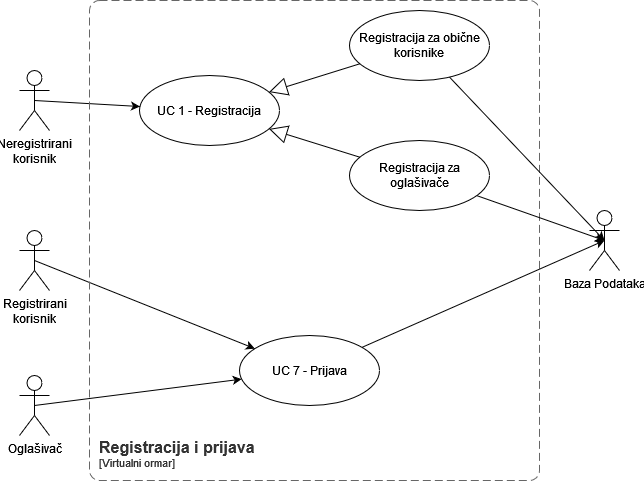 Registracija za obične
korisnike
UC 1 - Registracija
Neregistrirani
korisnik
Registracija za
oglašivače
Baza Podataka
Registrirani
korisnik
UC 7 - Prijava
Oglašivač
Registracija i prijava
[Virtualni ormar]